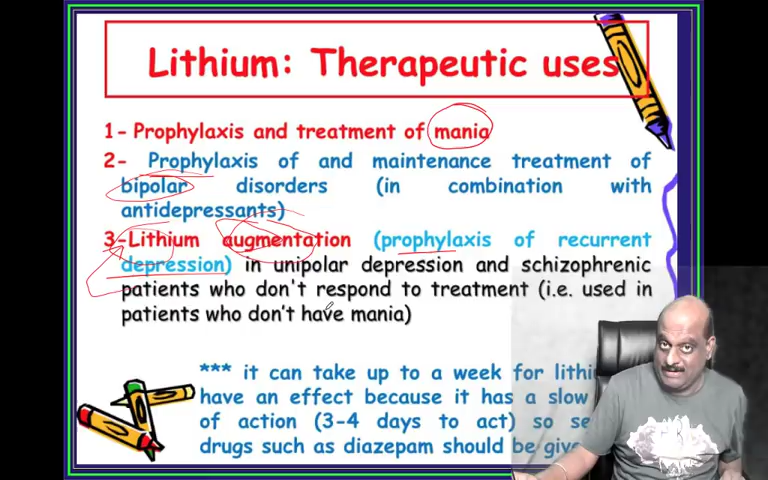 Lithium: Therapeutic uses
1- Prophylaxis and treatment of mania
2- Prophylaxis of and maintenance treatment of
bipolar disorders (in combination with
antidepressants)
3-Lithium augmentation (prophylaxis of recurrent
depression) in unipolar depression and schizophrenic
patients who don't respond to treatment (i.e. used in
patients who don't have mania)
*** it can take up to a week for
have an effect because it has a slow
of action (3-4 days to act) so
drugs such as diazepam should be